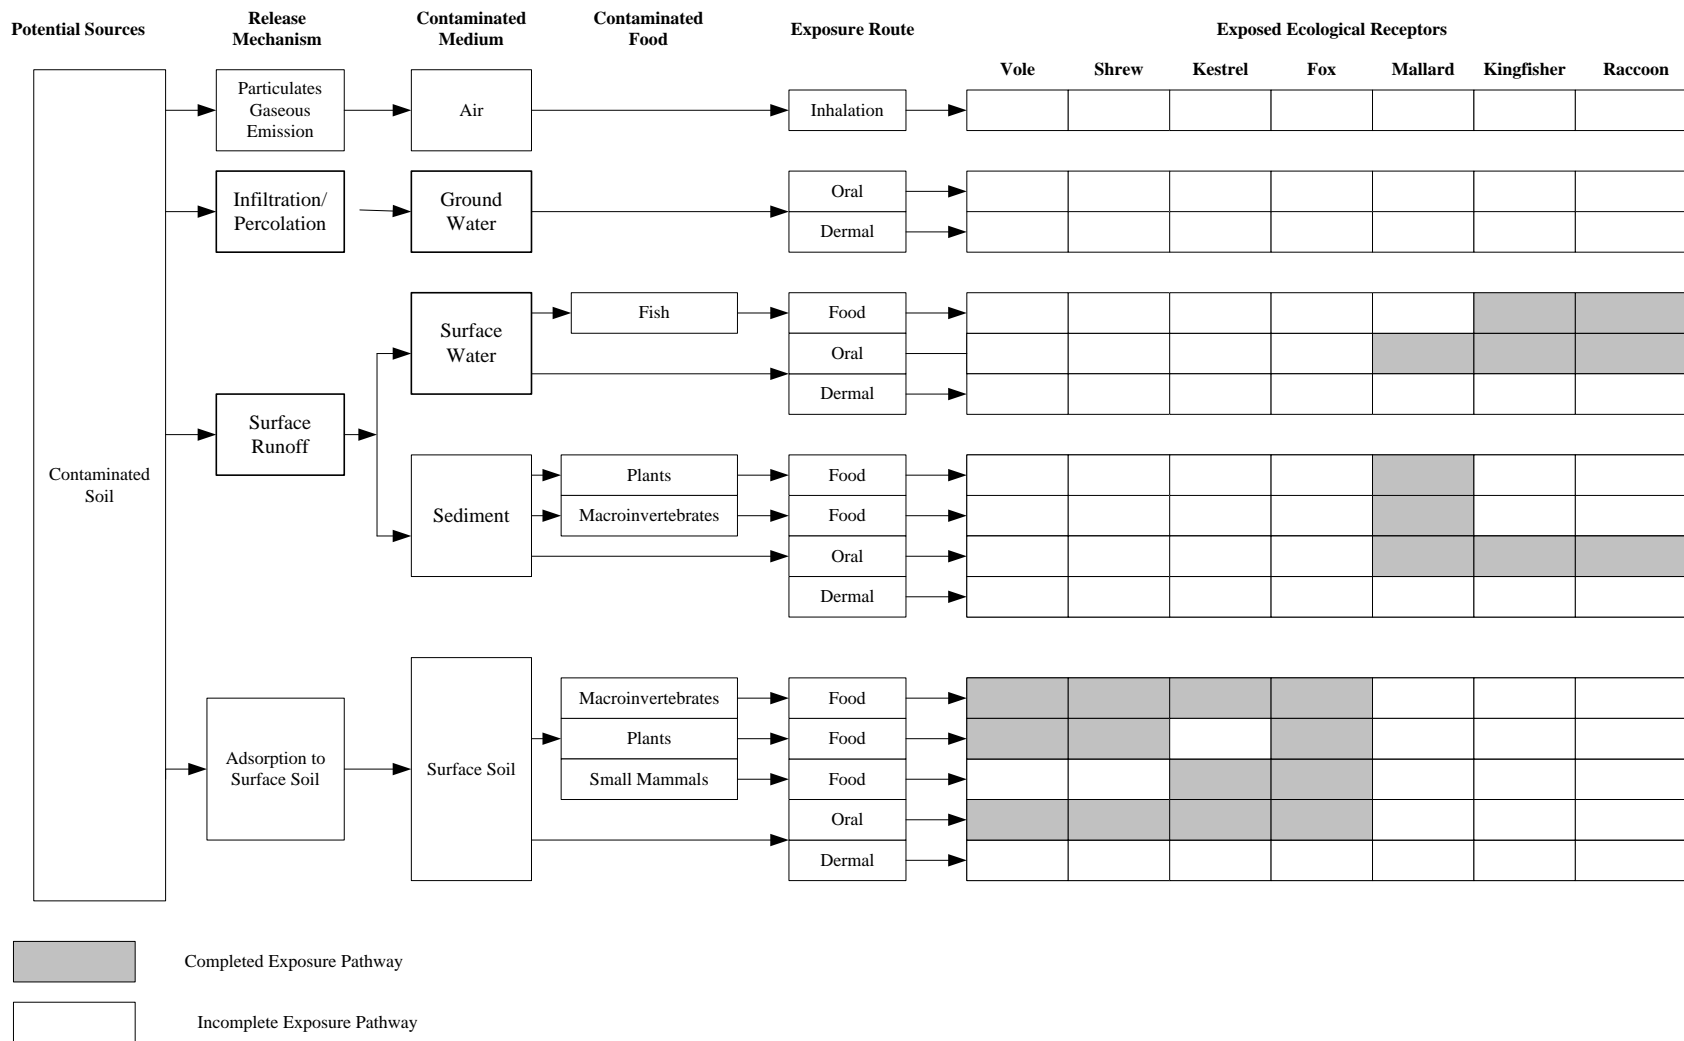 Potential Sources
Release
Mechanism
Contaminated
Medium
Contaminated
Food
Exposure Route
Exposed Ecological Receptors
Vole
Shrew
Kestrel
Fox
Mallard
Kingfisher
Raccoon
Contaminated
Soil
Particulates
Gaseous
Emission
Air
Inhalation
Infiltration/
Percolation
Ground
Water
Oral
Dermal
Surface
Runoff
Surface
Water
Fish
Food
Oral
Dermal
Sediment
Plants
Food
Macroinvertebrates
Food
Oral
Dermal
Adsorption to
Surface Soil
Surface Soil
Macroinvertebrates
Food
Plants
Food
Small Mammals
Food
Oral
Dermal
Completed Exposure Pathway
Incomplete Exposure Pathway